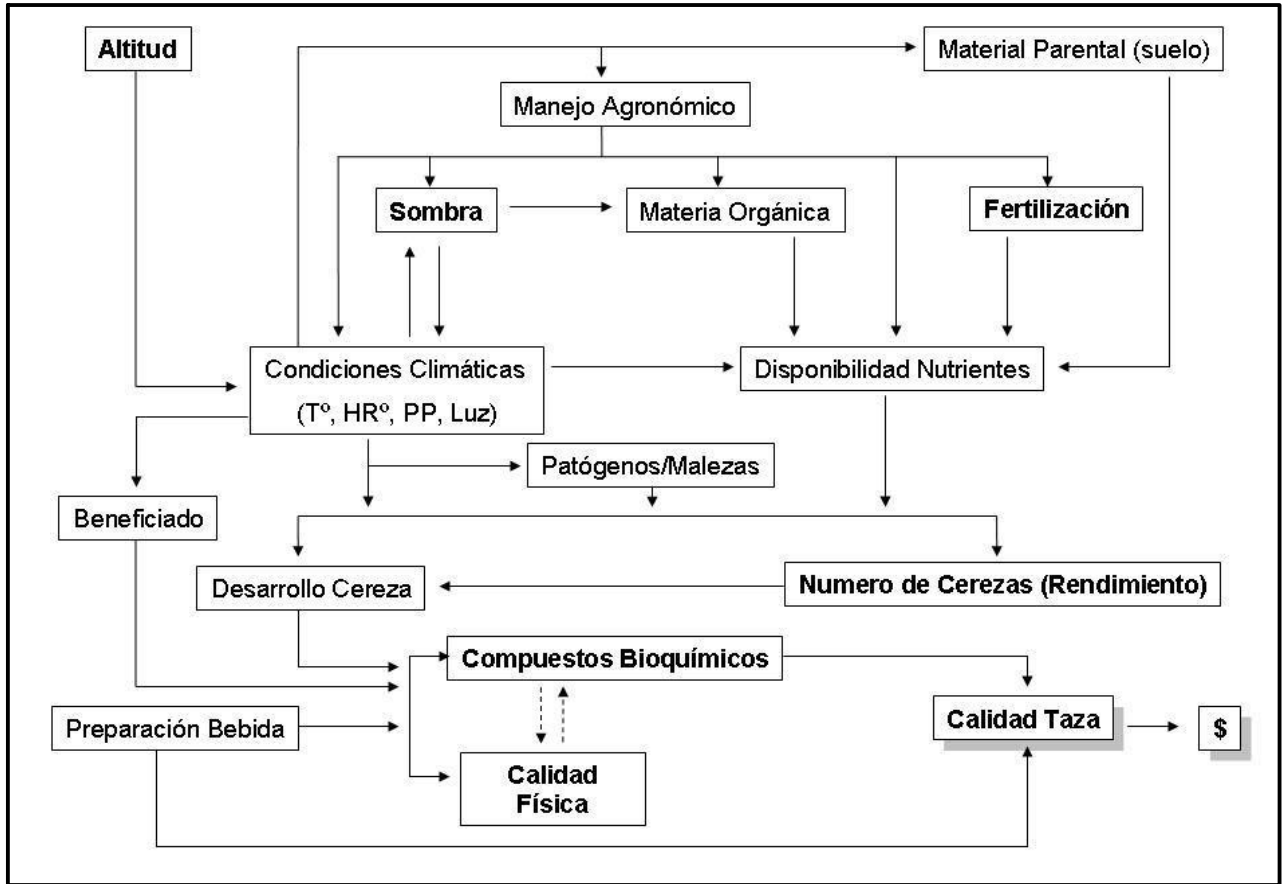 Altitud
Material Parental (suelo)
Manejo Agronómico
Sombra
Materia Orgánica
Fertilización
Condiciones Climáticas
(Tº, HRº, PP, Luz)
Disponibilidad Nutrientes
Patógenos/Malezas
Beneficiado
Desarrollo Cereza
Numero de Cerezas (Rendimiento)
Compuestos Bioquímicos
Preparación Bebida
Calidad Taza
$
Calidad
Física